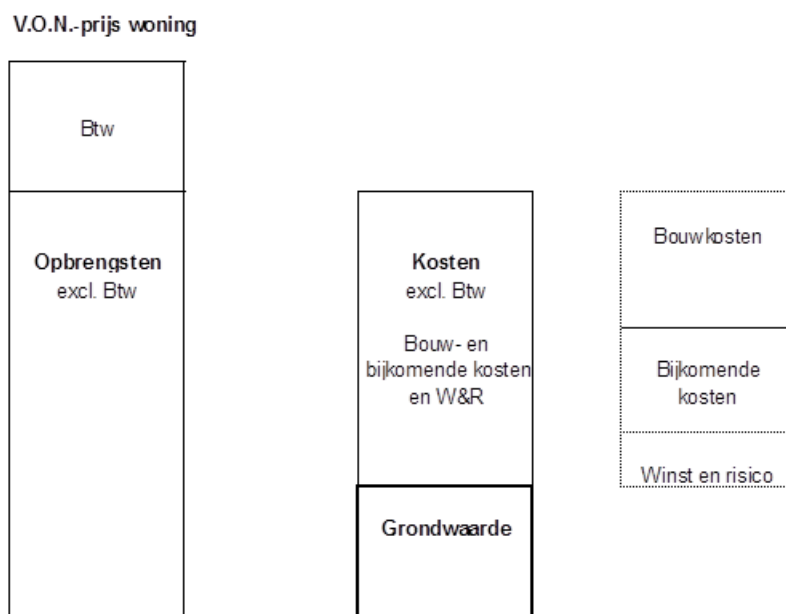 V.O.N.-prijs woning
Btw
Opbrengsten
excl. Btw
Kosten
excl. Btw
Bouw- en
bijkomende kosten
en W&R
Grondwaarde
Bouwkosten
Bijkomende
kosten
Winst en risico